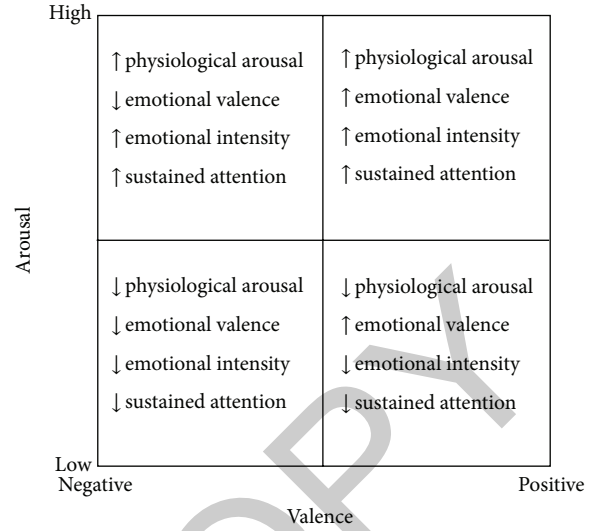 High
↑ physiological arousal
↓ emotional valence
↑ emotional intensity
↑ sustained attention
↑ physiological arousal
↑ emotional valence
↑ emotional intensity
↑ sustained attention
Arousal
↓ physiological arousal
↓ emotional valence
↓ emotional intensity
↓ sustained attention
↓ physiological arousal
↑ emotional valence
↓ emotional intensity
↓ sustained attention
Low
Negative
Positive
Valence
OPY